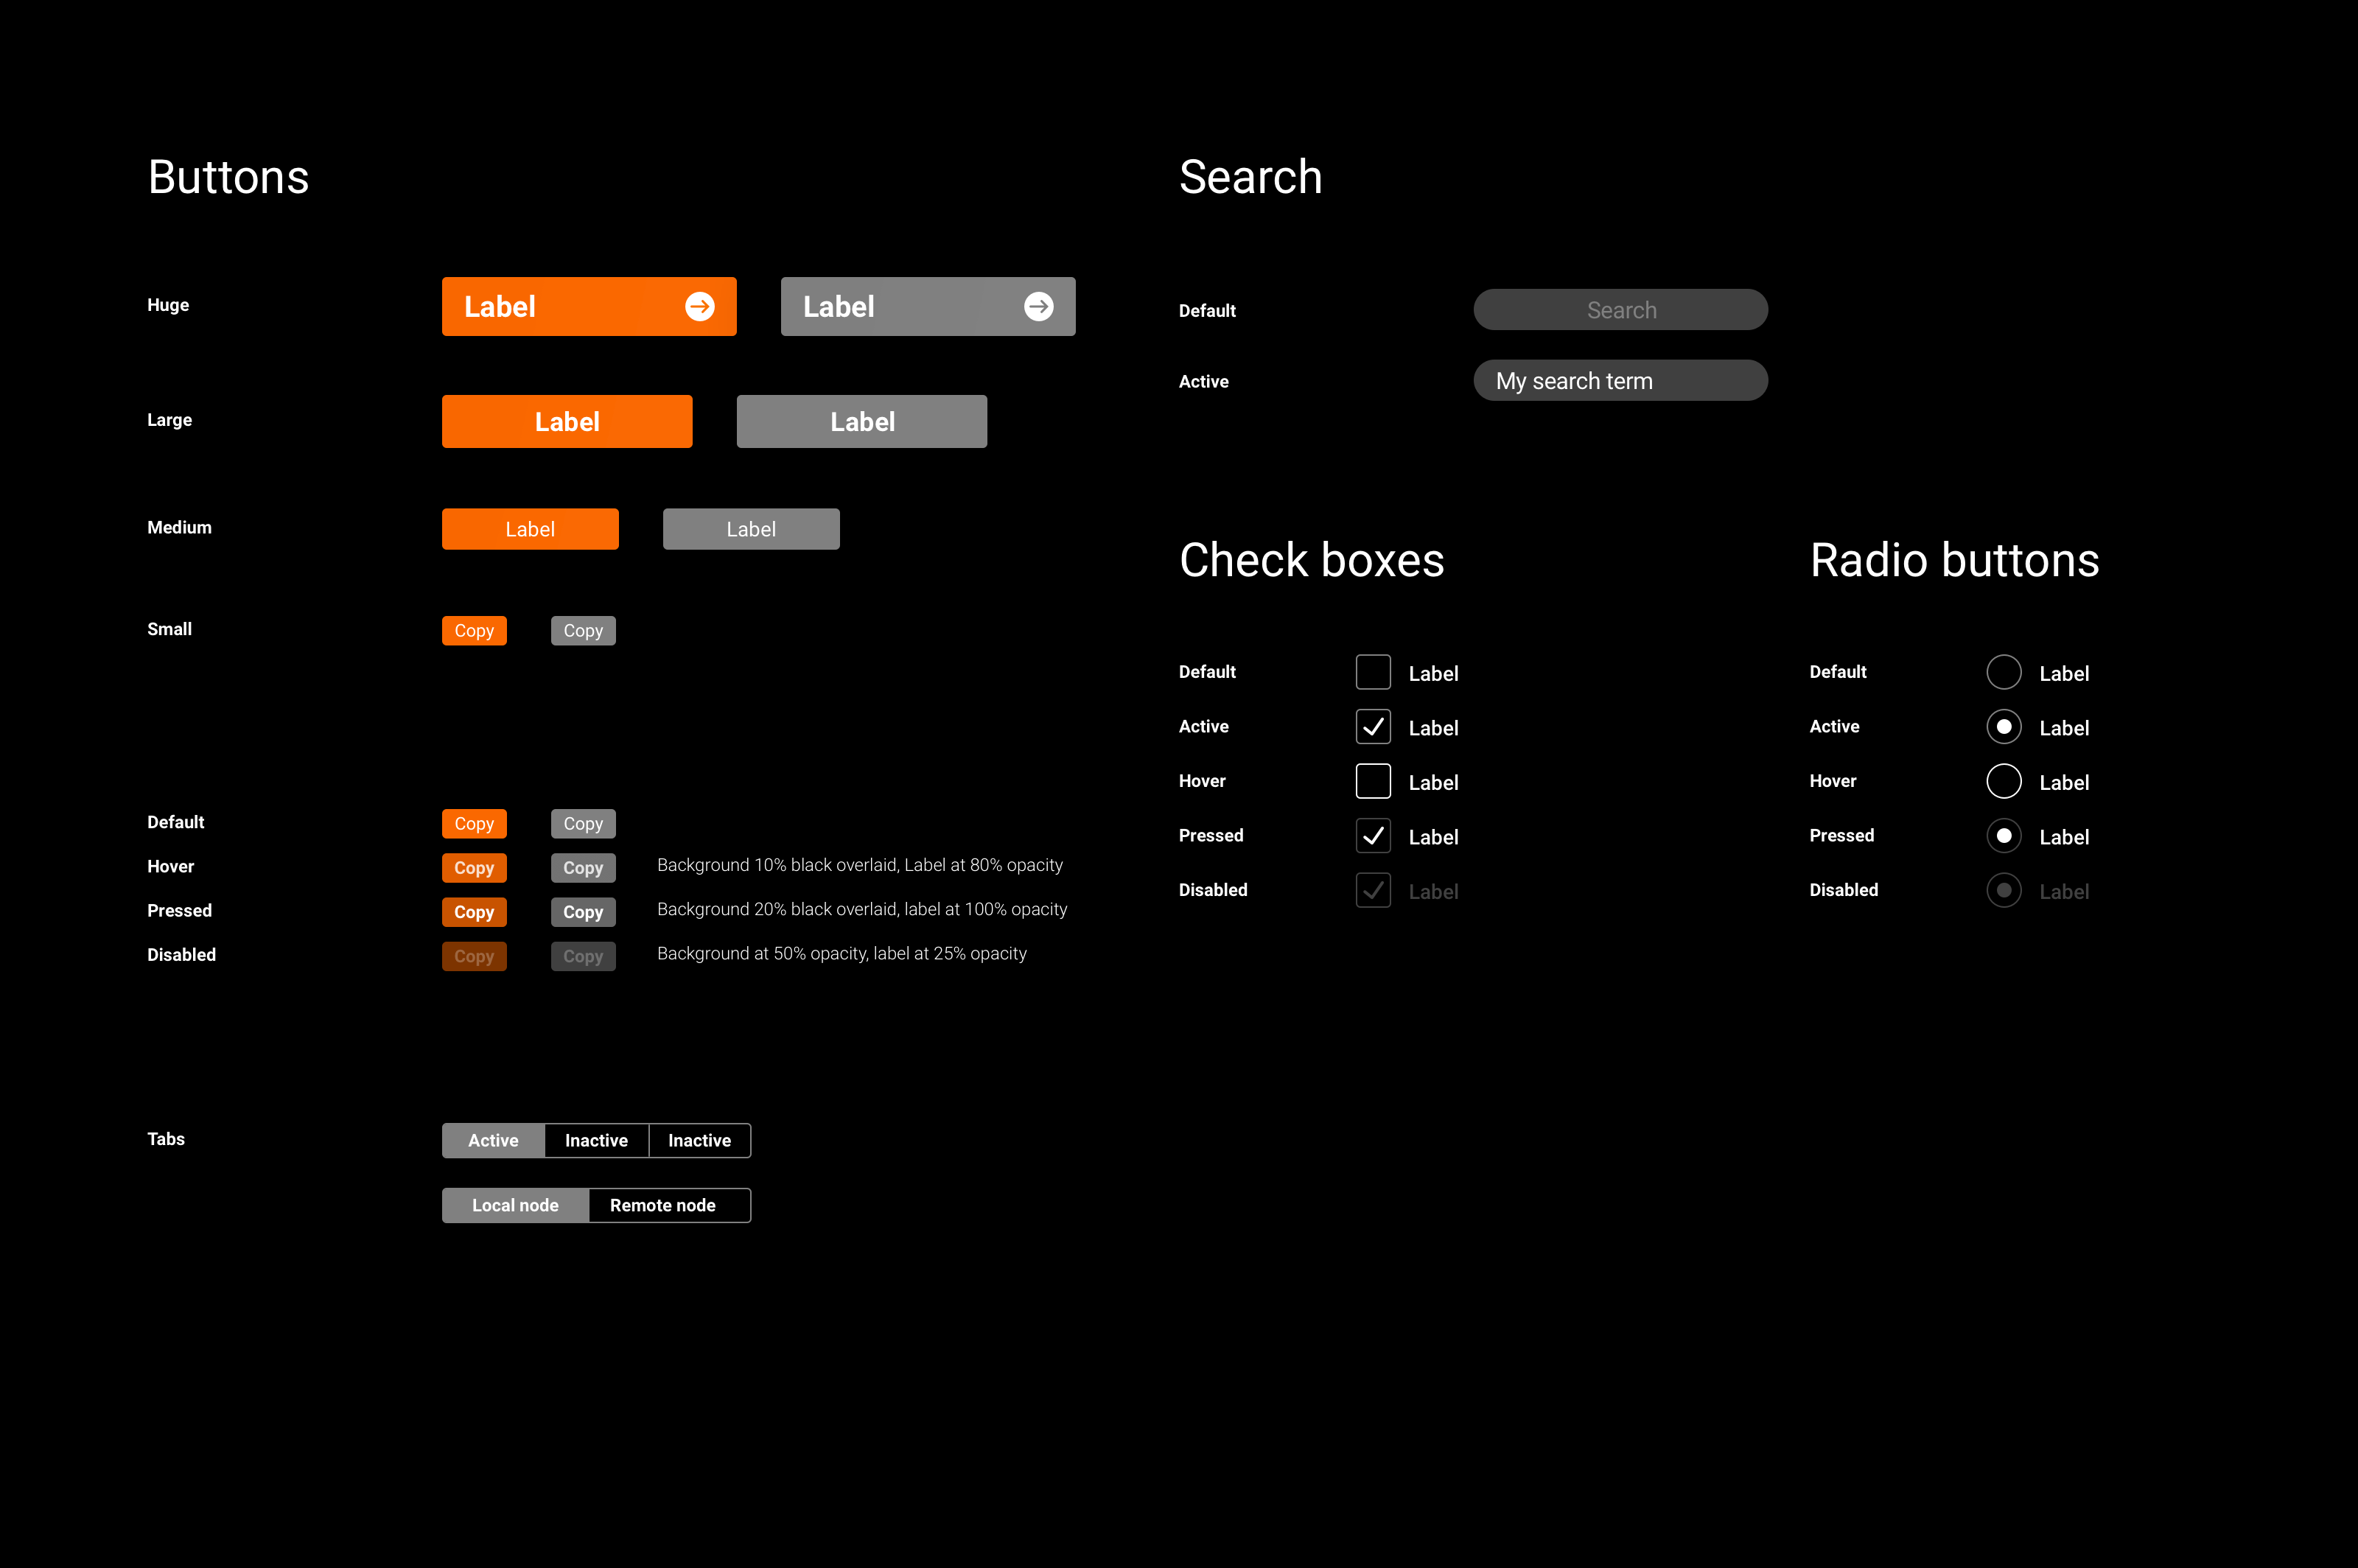 Buttons
Huge
Label
Label
Large
Label
Label
Medium
Label
Label
Small
Copy
Copy
Default
Copy
Copy
Hover
Copy
Copy
Background 10% black overlaid, Label at 80% opacity
Pressed
Copy
Copy
Background 20% black overlaid, label at 100% opacity
Disabled
Copy
Copy
Background at 50% opacity, label at 25% opacity
Tabs
Active
Inactive
Inactive
Local node
Remote node
Search
Default
Search
Active
My search term
Check boxes
Default
Label
Active
Label
Hover
Label
Pressed
Label
Disabled
Label
Radio buttons
Default
Label
Active
Label
Hover
Label
Pressed
Label
Disabled
Label